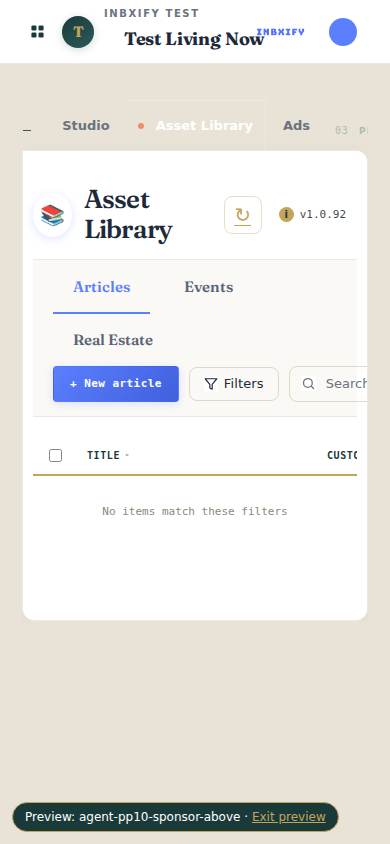 INBXIFY TEST
T
Test Living Now
INBXIFY
Studio
Asset Library
Ads
03
Asset
Library
↻
i
v1.0.92
Articles
Events
Real Estate
+ New article
Filters
Search
TITLE
No items match these filters
Preview: agent-pp10-sponsor-above · Exit preview